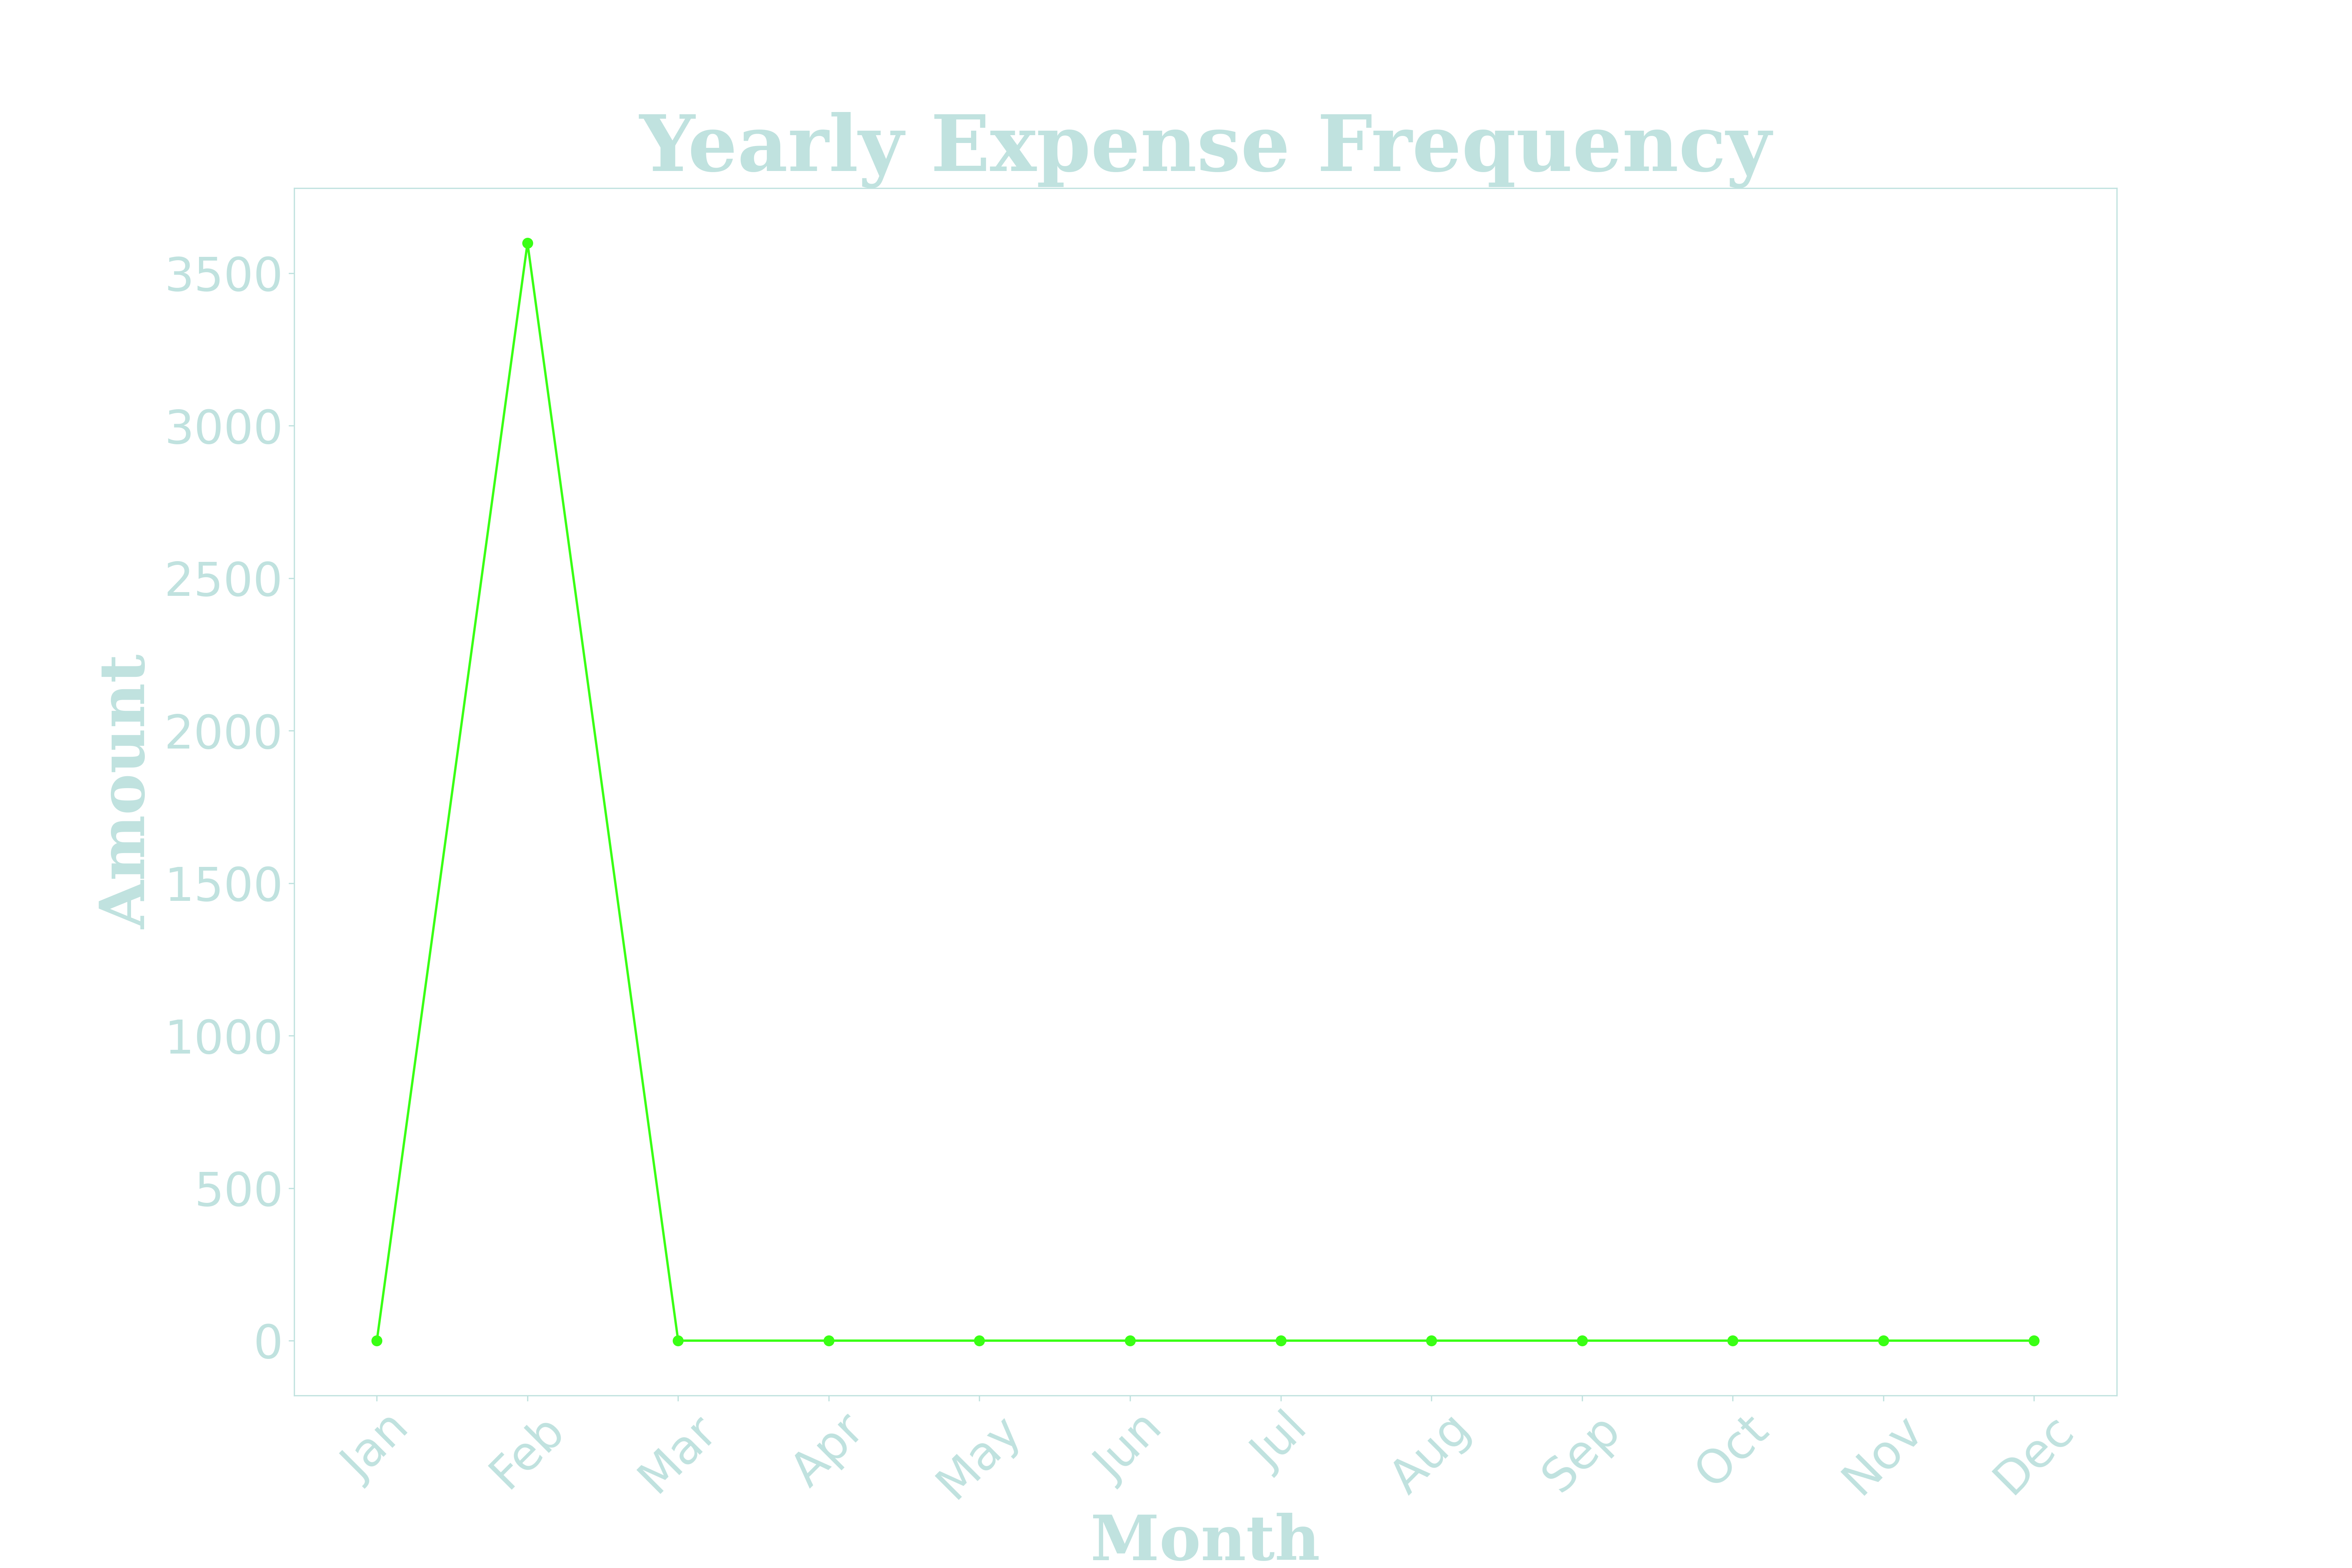 Yearly Expense Frequency
3500
3000
2500
2000
1500
1000
500
0
Amount
Jan Feb Mar Apr May Jun Jul Aug Sep Oct Nov Dec
Month